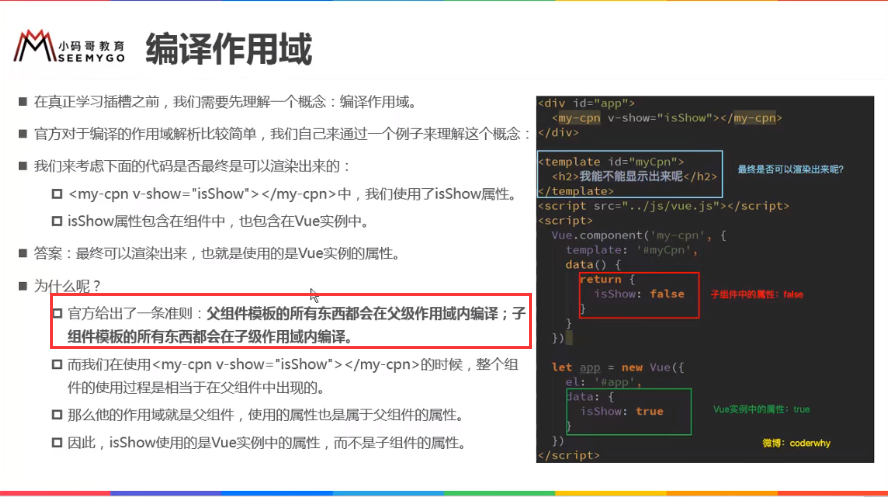 小码哥教育
SEEMYGO
编译作用域
在真正学习插槽之前，我们需要先理解一个概念：编译作用域。
官方对于编译的作用域解析比较简单，我们自己来通过一个例子来理解这个概念：
我们来考虑下面的代码是否最终是可以渲染出来的：
<my-cpn v-show="isShow"></my-cpn>中，我们使用了isShow属性。
isShow属性包含在组件中，也包含在Vue实例中。
答案：最终可以渲染出来，也就是使用的是Vue实例的属性。
为什么呢？
官方给出了一条准则：父组件模板的所有东西都会在父级作用域内编译；子
组件模板的所有东西都会在子级作用域内编译。
而我们在使用<my-cpn v-show="isShow"></my-cpn>的时候，整个组
件的使用过程是相当于在父组件中出现的。
那么他的作用域就是父组件，使用的属性也是属于父组件的属性。
因此，isShow使用的是Vue实例中的属性，而不是子组件的属性。
<div id="app">
<my-cpn v-show="isShow"></my-cpn>
</div>
<template id="myCpn">
<h2>我能不能显示出来呢</h2>
</template>
最终是否可以渲染出来呢?
<script src="../js/vue.js"></script>
<script>
Vue.component('my-cpn', {
template: '#myCpn',
data() {
return {
isShow: false
}
}
})
子组件中的属性：false
let app = new Vue({
el: '#app',
data: {
isShow: true
}
})
</script>
Vue实例中的属性：true
微博：coderwhy